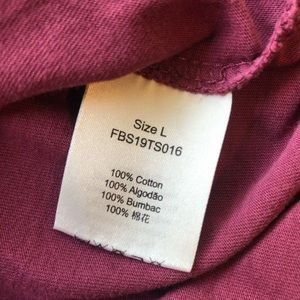 Size L
FBS19TS016
100% Cotton
100% Algodão
100% Bumbac
100% 棉花